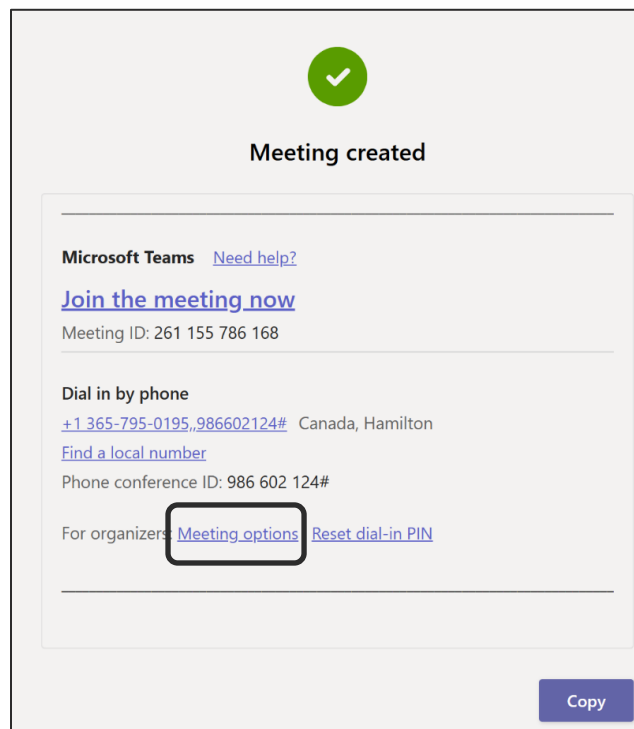 Meeting created
Microsoft Teams Need help?
Join the meeting now
Meeting ID: 261 155 786 168
Dial in by phone
+1 365-795-0195,,986602124# Canada, Hamilton
Find a local number
Phone conference ID: 986 602 124#
For organizers: Meeting options Reset dial-in PIN
Copy